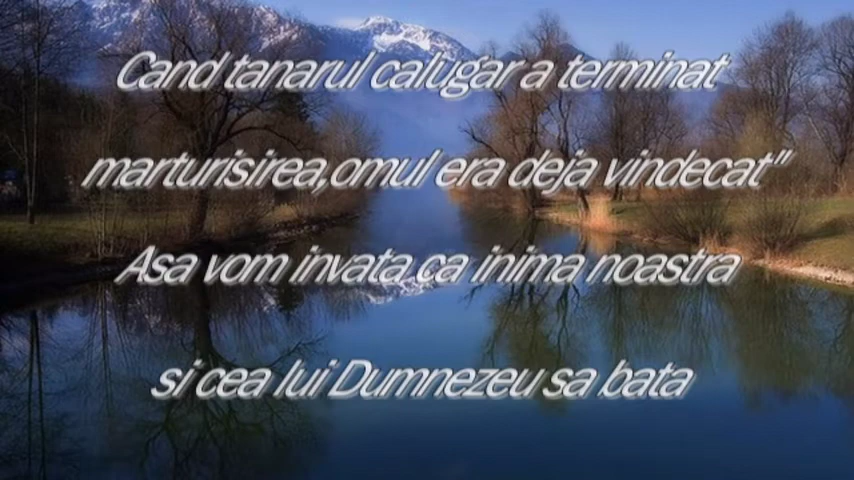 Cand tanarul calugar a terminat
marturisirea,omul era deja vindecat"
Asa vom invata,ca inima noastra
si cea lui Dumnezeu sa bata